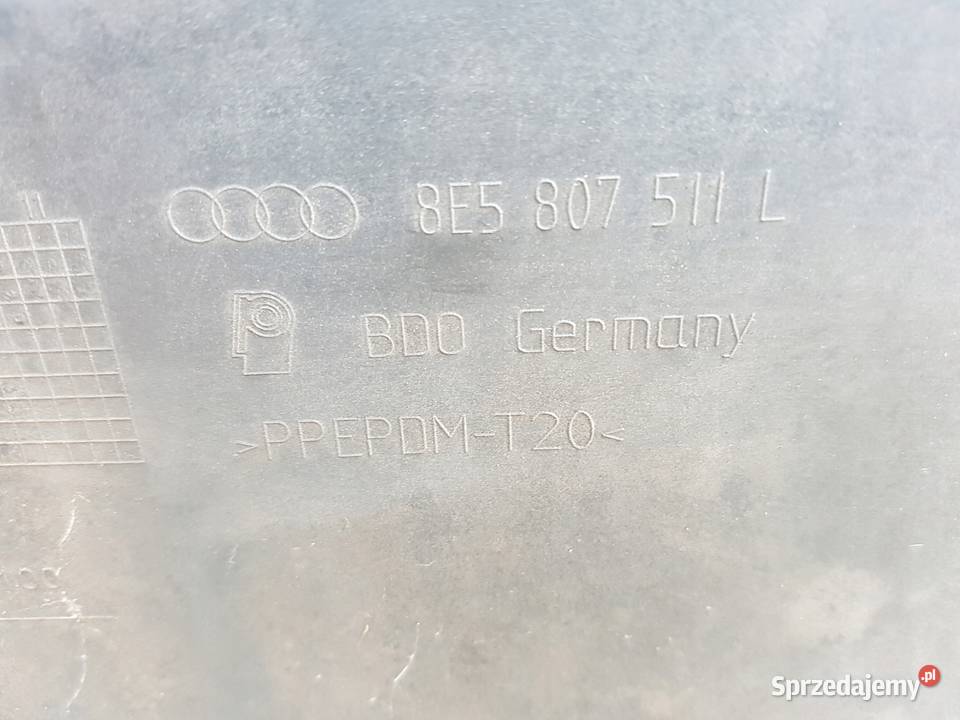 8E5 807 511 L
BDO Germany
>PPEPDM-T20<
Sprzedajemy.pl